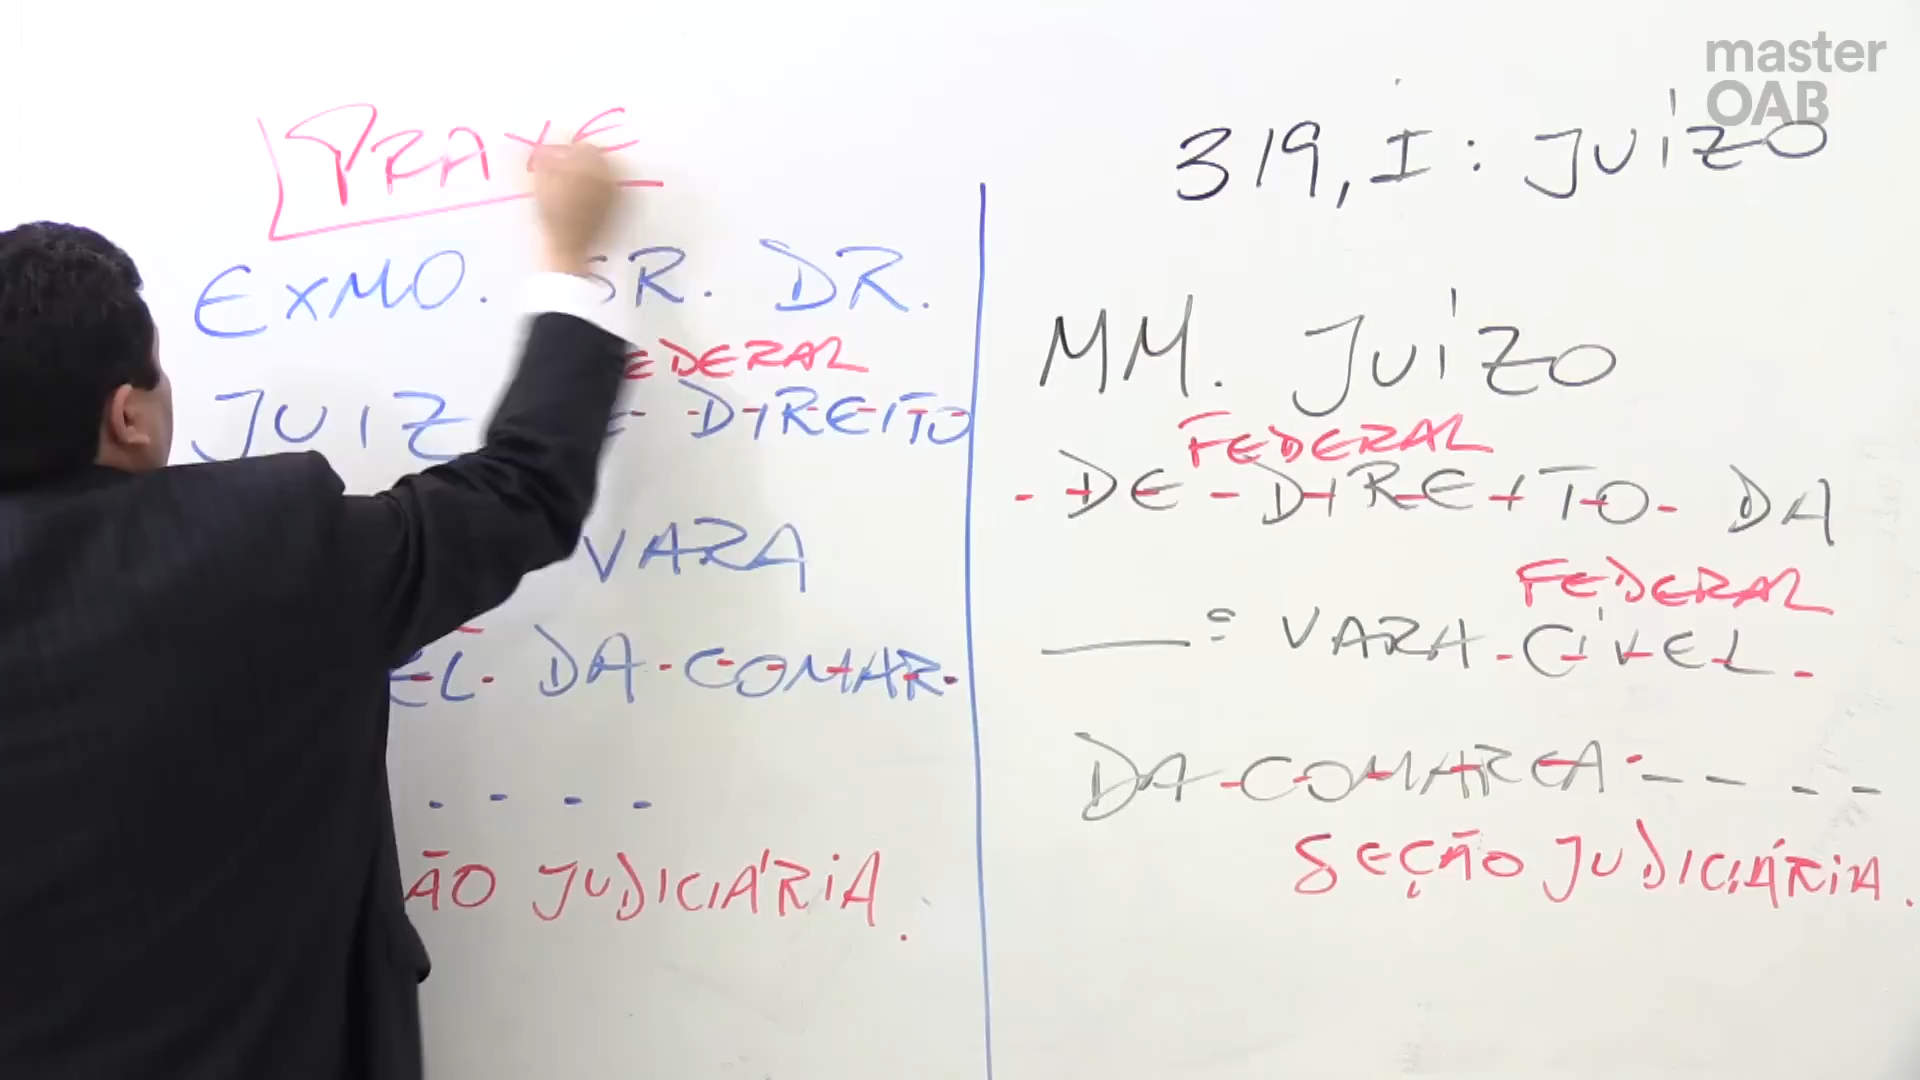 master
OAB
PRAXE
EXMO. SR. DR.
FEDERAL
JUIZ DE DIREITO
VARA
EL DA COMAR
- - - -
ÃO JUDICIÁRIA.
319, I: JUÍZO
MM. JUÍZO
FEDERAL
DE DIREITO DA
FEDERAL
___ª VARA CÍVEL
DA COMARCA - - - -
SEÇÃO JUDICIÁRIA.